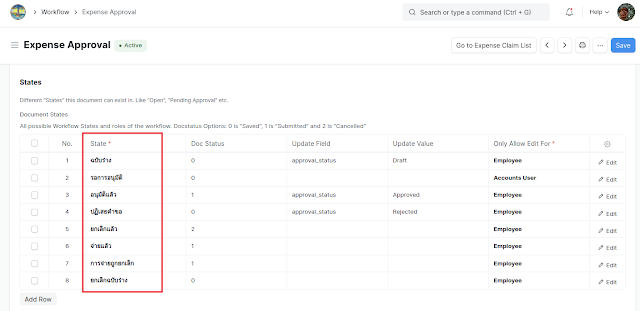 Workflow > Expense Approval
Search or type a command (Ctrl + G)
Help
Expense Approval
Active
Go to Expense Claim List
Save
States
Different "States" this document can exist in. Like "Open", "Pending Approval" etc.
Document States
All possible Workflow States and roles of the workflow. Docstatus Options: 0 is "Saved", 1 is "Submitted" and 2 is "Cancelled"
No. State * Doc Status Update Field Update Value Only Allow Edit For *
1 ฉบับร่าง 0 approval_status Draft Employee Edit
2 รอการอนุมัติ 0 Accounts User Edit
3 อนุมัติแล้ว 1 approval_status Approved Employee Edit
4 ปฏิเสธคำขอ 0 approval_status Rejected Employee Edit
5 ยกเลิกแล้ว 2 Employee Edit
6 จ่ายแล้ว 1 Employee Edit
7 การจ่ายถูกยกเลิก 1 Employee Edit
8 ยกเลิกฉบับร่าง 0 Employee Edit
Add Row